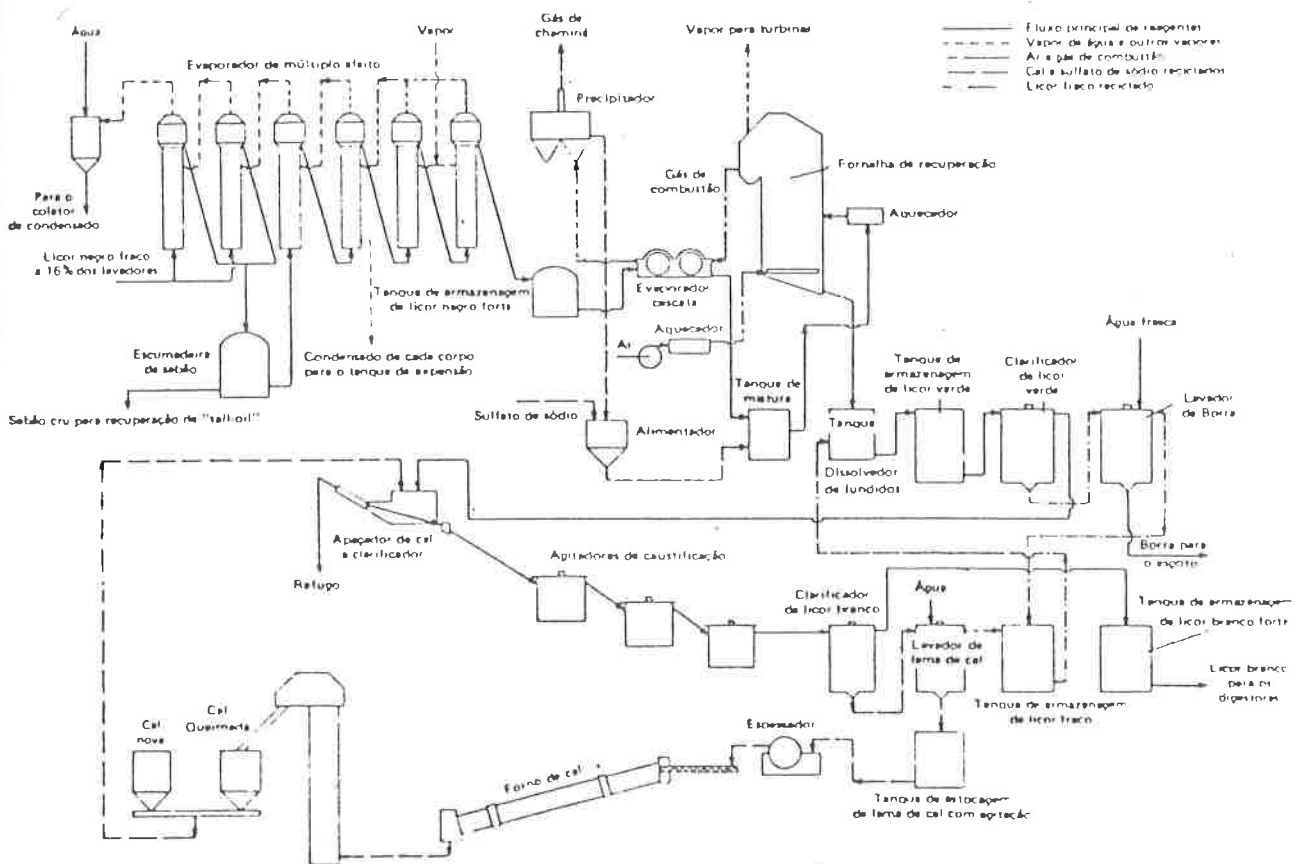 Água
Evaporador de múltiplo efeito
Vapor
Gás de
chaminé
Vapor para turbinas
Fluxo principal de reagentes
Vapor de água e outros vapores
Ar e gás de combustão
Cal e sulfato de sódio reciclados
Licor fraco reciclado
Precipitador
Gás de
combustão
Fornalha de recuperação
Aquecedor
Para o
coletor
de condensado
Licor negro fraco
a 16% dos lavadores
Tanque de armazenagem
de licor negro forte
Evaporador
cascata
Ar
Aquecedor
Escumadeira
de sabão
Condensado de cada corpo
para o tanque de expansão
Sabão cru para recuperação de "tall-oil"
Sulfato de sódio
Alimentador
Tanque de
mistura
Tanque
Dissolvedor
de fundidos
Tanque de
armazenagem
de licor verde
Clarificador
de licor
verde
Água fresca
Lavador
de Borra
Borra para
o esgoto
Apagador de cal
e clarificador
Refugo
Agitadores de caustificação
Clarificador
de licor branco
Água
Lavador de
lama de cal
Tanque de armazenagem
de licor fraco
Tanque de armazenagem
de licor branco forte
Licor branco
para os
digestores
Cal
nova
Cal
Queimada
Forno de cal
Espessador
Tanque de estocagem
de lama de cal com agitação